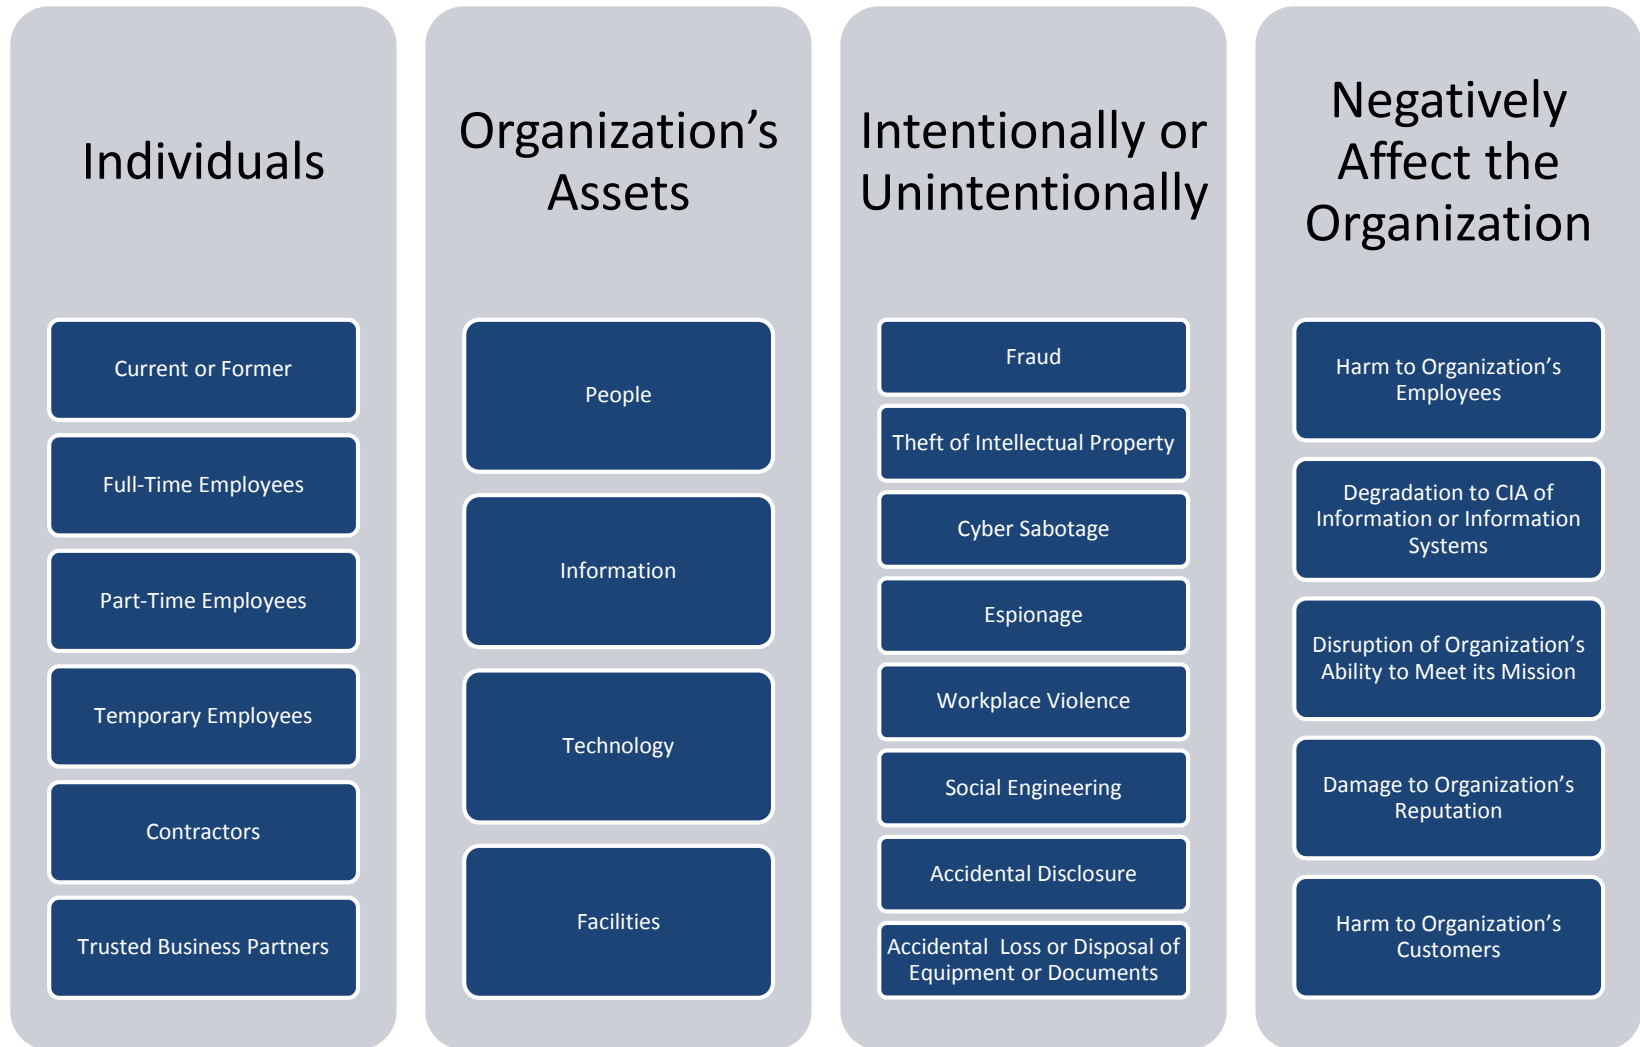 Individuals
Current or Former
Full-Time Employees
Part-Time Employees
Temporary Employees
Contractors
Trusted Business Partners
Organization’s
Assets
People
Information
Technology
Facilities
Intentionally or
Unintentionally
Fraud
Theft of Intellectual Property
Cyber Sabotage
Espionage
Workplace Violence
Social Engineering
Accidental Disclosure
Accidental  Loss or Disposal of
Equipment or Documents
Negatively
Affect the
Organization
Harm to Organization’s
Employees
Degradation to CIA of
Information or Information
Systems
Disruption of Organization’s
Ability to Meet its Mission
Damage to Organization’s
Reputation
Harm to Organization’s
Customers